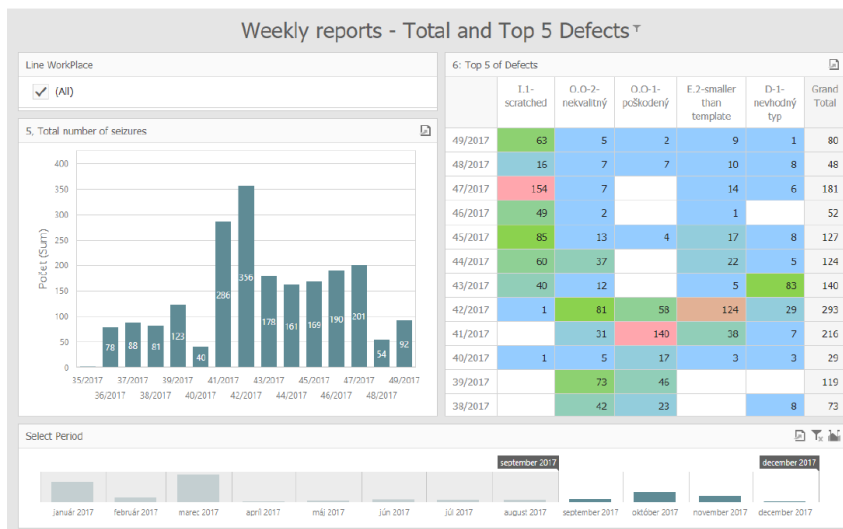 Weekly reports - Total and Top 5 Defects
Line WorkPlace
(All)
5, Total number of seizures
400
350
300
250
200
150
100
50
0
Počet (Sum)
78 88 81 123 40 286 356 178 161 169 190 201 54 92
35/2017 37/2017 39/2017 41/2017 43/2017 45/2017 47/2017 49/2017
36/2017 38/2017 40/2017 42/2017 44/2017 46/2017 48/2017
6: Top 5 of Defects
I.1-scratched O.O-2-nekvalitný O.O-1-poškodený E.2-smaller than template D-1-nevhodný typ Grand Total
49/2017 63 5 2 9 1 80
48/2017 16 7 7 10 8 48
47/2017 154 7 14 6 181
46/2017 49 2 1 52
45/2017 85 13 4 17 8 127
44/2017 60 37 22 5 124
43/2017 40 12 5 83 140
42/2017 1 81 58 124 29 293
41/2017 31 140 38 7 216
40/2017 1 5 17 3 3 29
39/2017 73 46 119
38/2017 42 23 8 73
Select Period
september 2017 december 2017
január 2017 február 2017 marec 2017 apríl 2017 máj 2017 jún 2017 júl 2017 august 2017 september 2017 október 2017 november 2017 december 2017